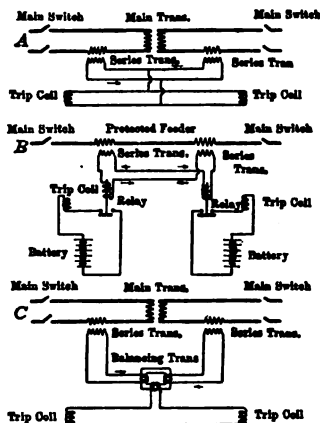 Main Switch Main Trans. Main Switch
A
Series Trans. Series Tran
Trip Coil Trip Coil
Main Switch Protected Feeder Main Switch
B
Series Trans. Series Trans.
Trip Coil Relay Relay Trip Coil
Battery Battery
Main Switch Main Trans. Main Switch
C
Series Trans. Series Trans.
Balancing Trans
Trip Coil Trip Coil